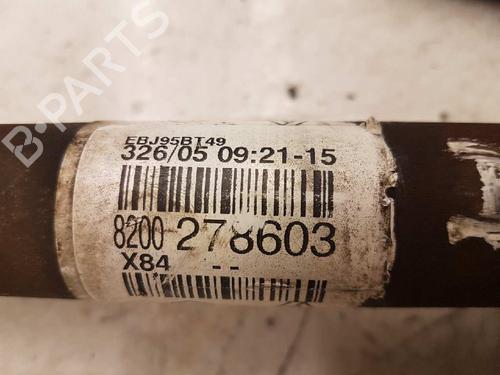 B-PARTS
EBJ95BT49
326/05 09:21-15
8200 278603
X84 - -